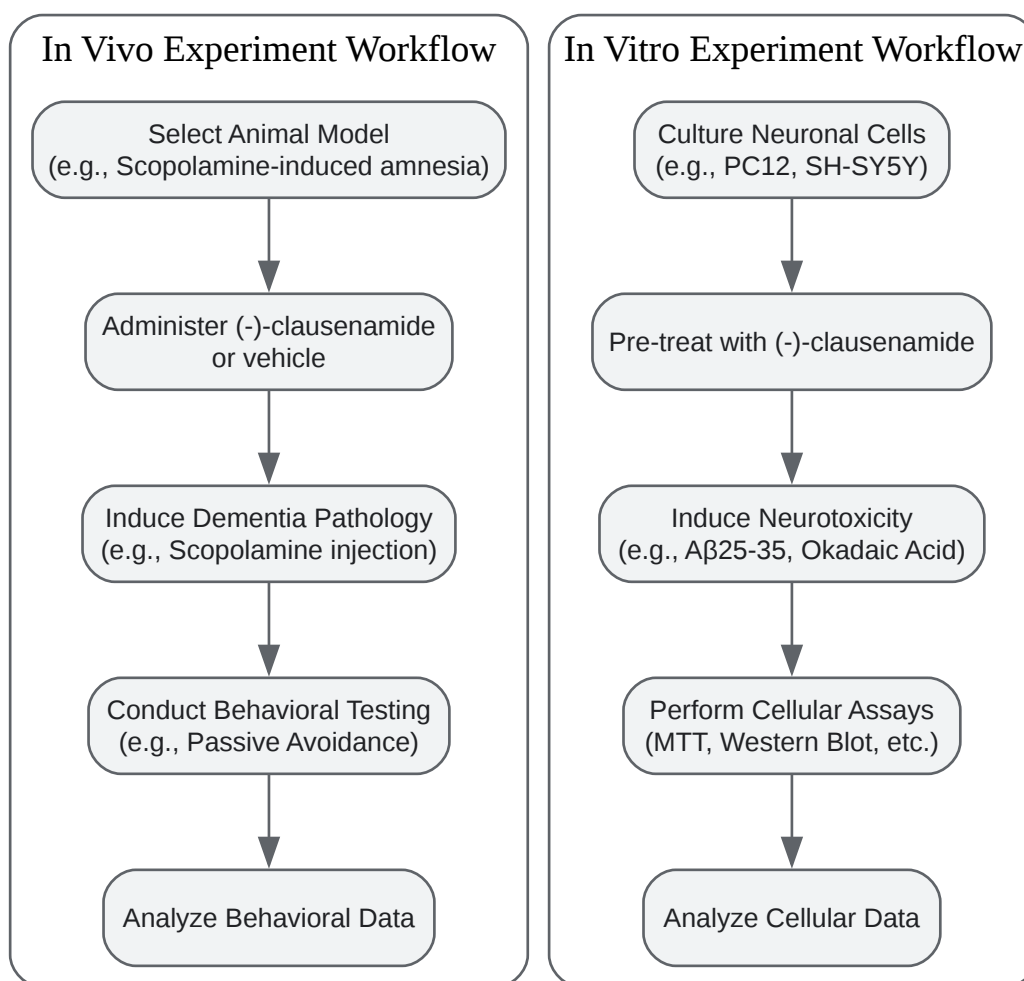 In Vivo Experiment Workflow
Select Animal Model
(e.g., Scopolamine-induced amnesia)
Administer (-)-clausenamide
or vehicle
Induce Dementia Pathology
(e.g., Scopolamine injection)
Conduct Behavioral Testing
(e.g., Passive Avoidance)
Analyze Behavioral Data
In Vitro Experiment Workflow
Culture Neuronal Cells
(e.g., PC12, SH-SY5Y)
Pre-treat with (-)-clausenamide
Induce Neurotoxicity
(e.g., Aβ25-35, Okadaic Acid)
Perform Cellular Assays
(MTT, Western Blot, etc.)
Analyze Cellular Data